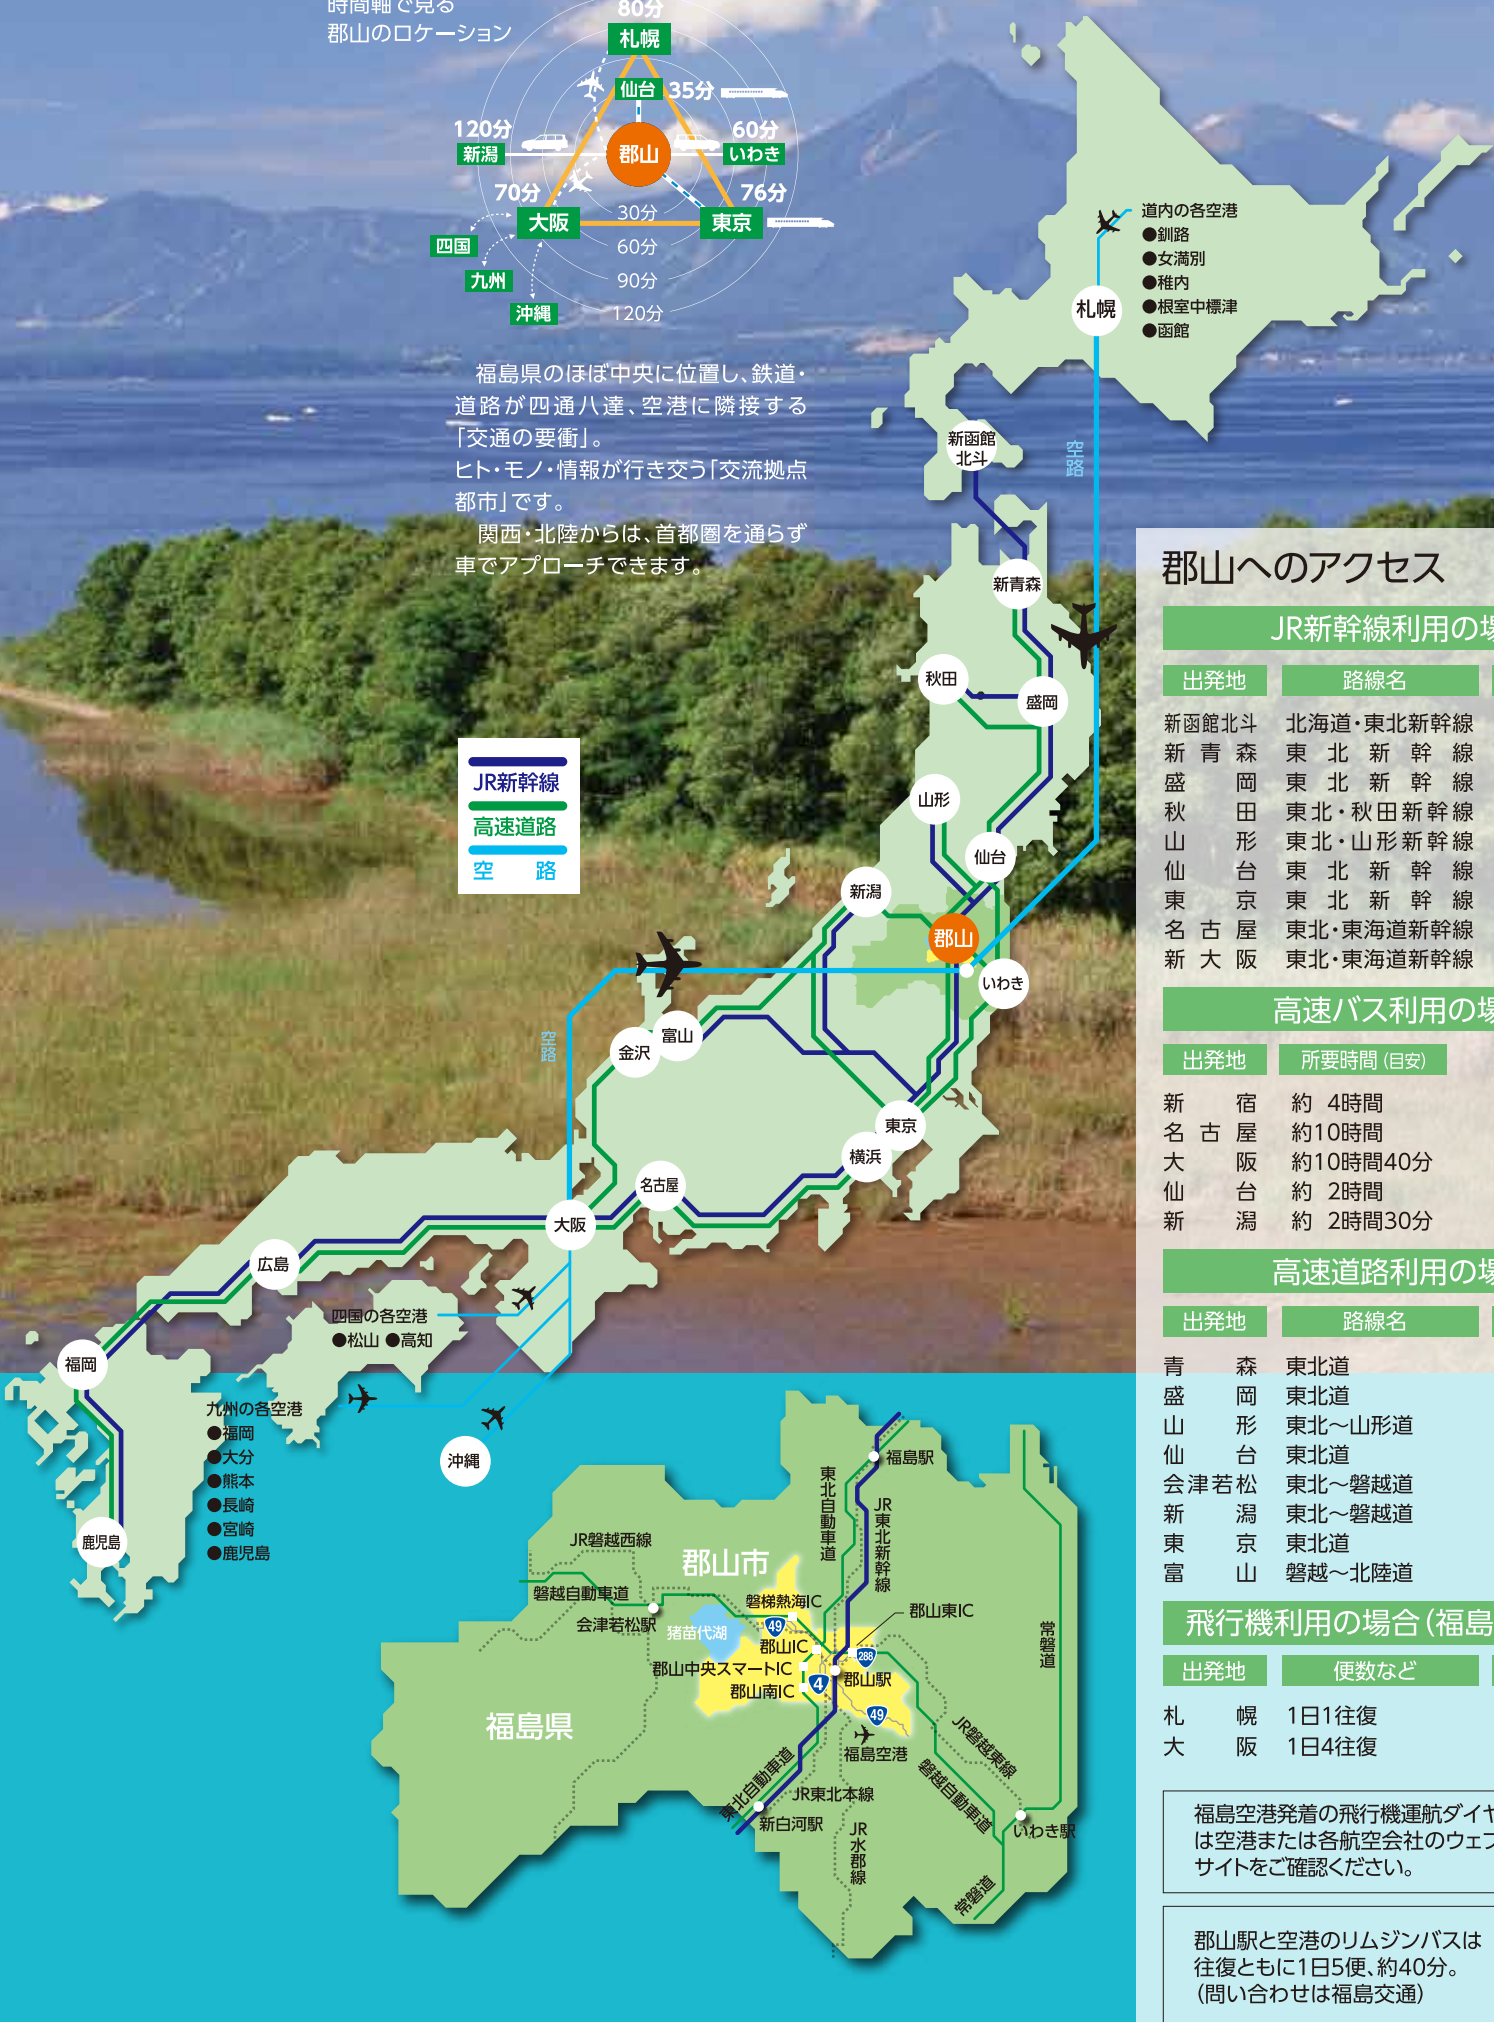 時間軸で見る
郡山のロケーション
80分
札幌
仙台 35分
120分
新潟
郡山
60分
いわき
70分
大阪
76分
東京
四国
九州
沖縄
30分
60分
90分
120分
福島県のほぼ中央に位置し、鉄道・
道路が四通八達、空港に隣接する
「交通の要衝」。
ヒト・モノ・情報が行き交う「交流拠点
都市」です。
関西・北陸からは、首都圏を通らず
車でアプローチできます。
道内の各空港
●釧路
●女満別
●稚内
●根室中標津
●函館
札幌
空路
新函館
北斗
新青森
秋田
盛岡
山形
仙台
新潟
郡山
いわき
富山
金沢
空路
東京
横浜
名古屋
大阪
広島
福岡
鹿児島
沖縄
JR新幹線
高速道路
空 路
四国の各空港
●松山 ●高知
九州の各空港
●福岡
●大分
●熊本
●長崎
●宮崎
●鹿児島
福島駅
東北自動車道
JR東北新幹線
JR磐越西線
郡山市
磐越自動車道
会津若松駅
猪苗代湖
磐梯熱海IC
49
郡山東IC
郡山IC
288
郡山中央スマートIC
郡山駅
郡山南IC
4
49
常磐道
福島県
福島空港
JR磐越東線
磐越自動車道
東北自動車道
JR東北本線
新白河駅
JR水郡線
いわき駅
常磐道
郡山へのアクセス
JR新幹線利用の場
出発地 路線名
新函館北斗 北海道・東北新幹線
新青森 東北新幹線
盛岡 東北新幹線
秋田 東北・秋田新幹線
山形 東北・山形新幹線
仙台 東北新幹線
東京 東北新幹線
名古屋 東北・東海道新幹線
新大阪 東北・東海道新幹線
高速バス利用の場
出発地 所要時間（目安）
新宿 約 4時間
名古屋 約10時間
大阪 約10時間40分
仙台 約 2時間
新潟 約 2時間30分
高速道路利用の場
出発地 路線名
青森 東北道
盛岡 東北道
山形 東北〜山形道
仙台 東北道
会津若松 東北〜磐越道
新潟 東北〜磐越道
東京 東北道
富山 磐越〜北陸道
飛行機利用の場合（福島
出発地 便数など
札幌 1日1往復
大阪 1日4往復
福島空港発着の飛行機運航ダイヤ
は空港または各航空会社のウェブ
サイトをご確認ください。
郡山駅と空港のリムジンバスは
往復ともに1日5便、約40分。
（問い合わせは福島交通）